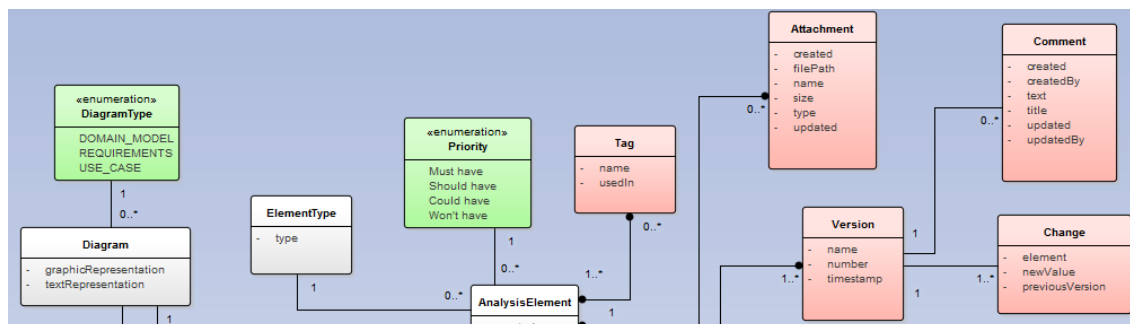 «enumeration»
DiagramType
DOMAIN_MODEL
REQUIREMENTS
USE_CASE
1
0..*
Diagram
- graphicRepresentation
- textRepresentation
1
ElementType
- type
1
0..*
«enumeration»
Priority
Must have
Should have
Could have
Won't have
1
0..*
AnalysisElement
1
Tag
- name
- usedIn
0..*
1..*
Attachment
- created
- filePath
- name
- size
- type
- updated
0..*
Comment
- created
- createdBy
- text
- title
- updated
- updatedBy
0..*
Version
- name
- number
- timestamp
1..*
1
1
Change
- element
- newValue
- previousVersion
1..*